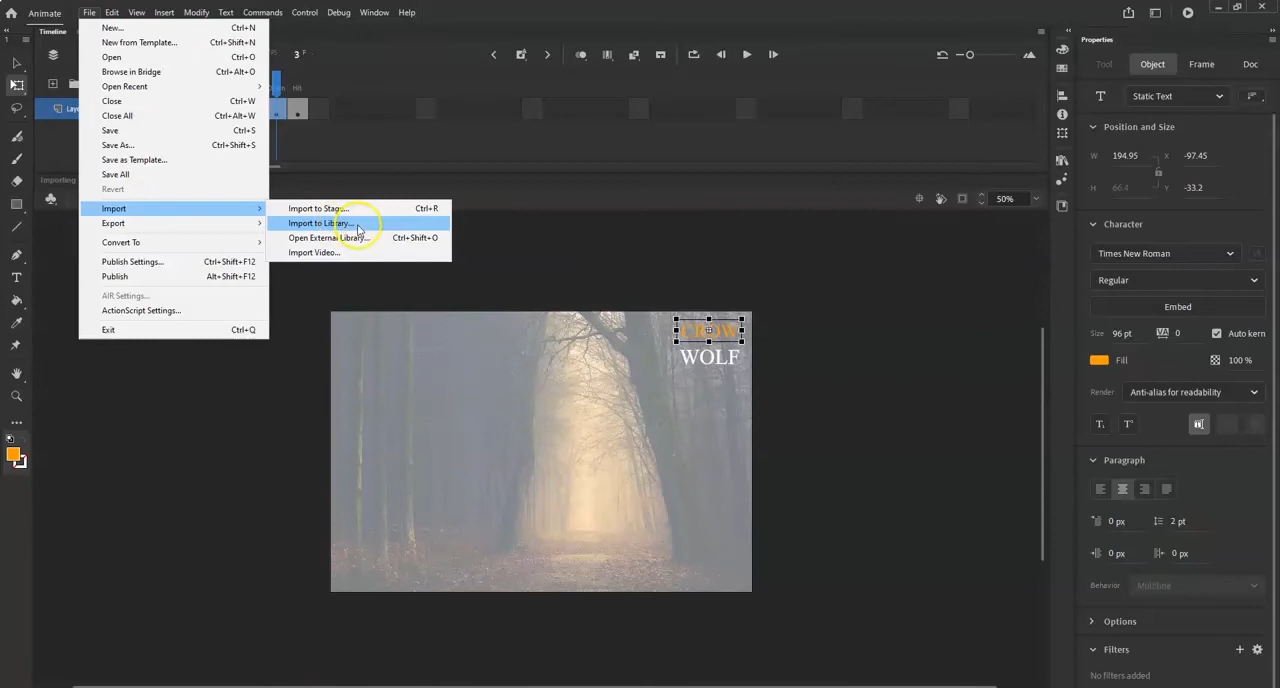 Animate File Edit View Insert Modify Text Commands Control Debug Window Help
Timeline
3 F
Hit
Importing
50%
New... Ctrl+N
New from Template... Ctrl+Shift+N
Open Ctrl+O
Browse in Bridge Ctrl+Alt+O
Open Recent
Close Ctrl+W
Close All Ctrl+Alt+W
Save Ctrl+S
Save As... Ctrl+Shift+S
Save as Template...
Save All
Revert
Import
Export
Convert To
Publish Settings... Ctrl+Shift+F12
Publish Alt+Shift+F12
AIR Settings...
ActionScript Settings...
Exit Ctrl+Q
Import to Stage... Ctrl+R
Import to Library...
Open External Library... Ctrl+Shift+O
Import Video...
CROW
WOLF
Properties
Tool Object Frame Doc
T Static Text
Position and Size
W 194.95 X -97.45
H 66.4 Y -33.2
Character
Times New Roman
Regular
Embed
Size 96 pt VA 0 Auto kern
Fill 100 %
Render Anti-alias for readability
Paragraph
0 px 2 pt
0 px 0 px
Behavior Multiline
Options
Filters
No filters added